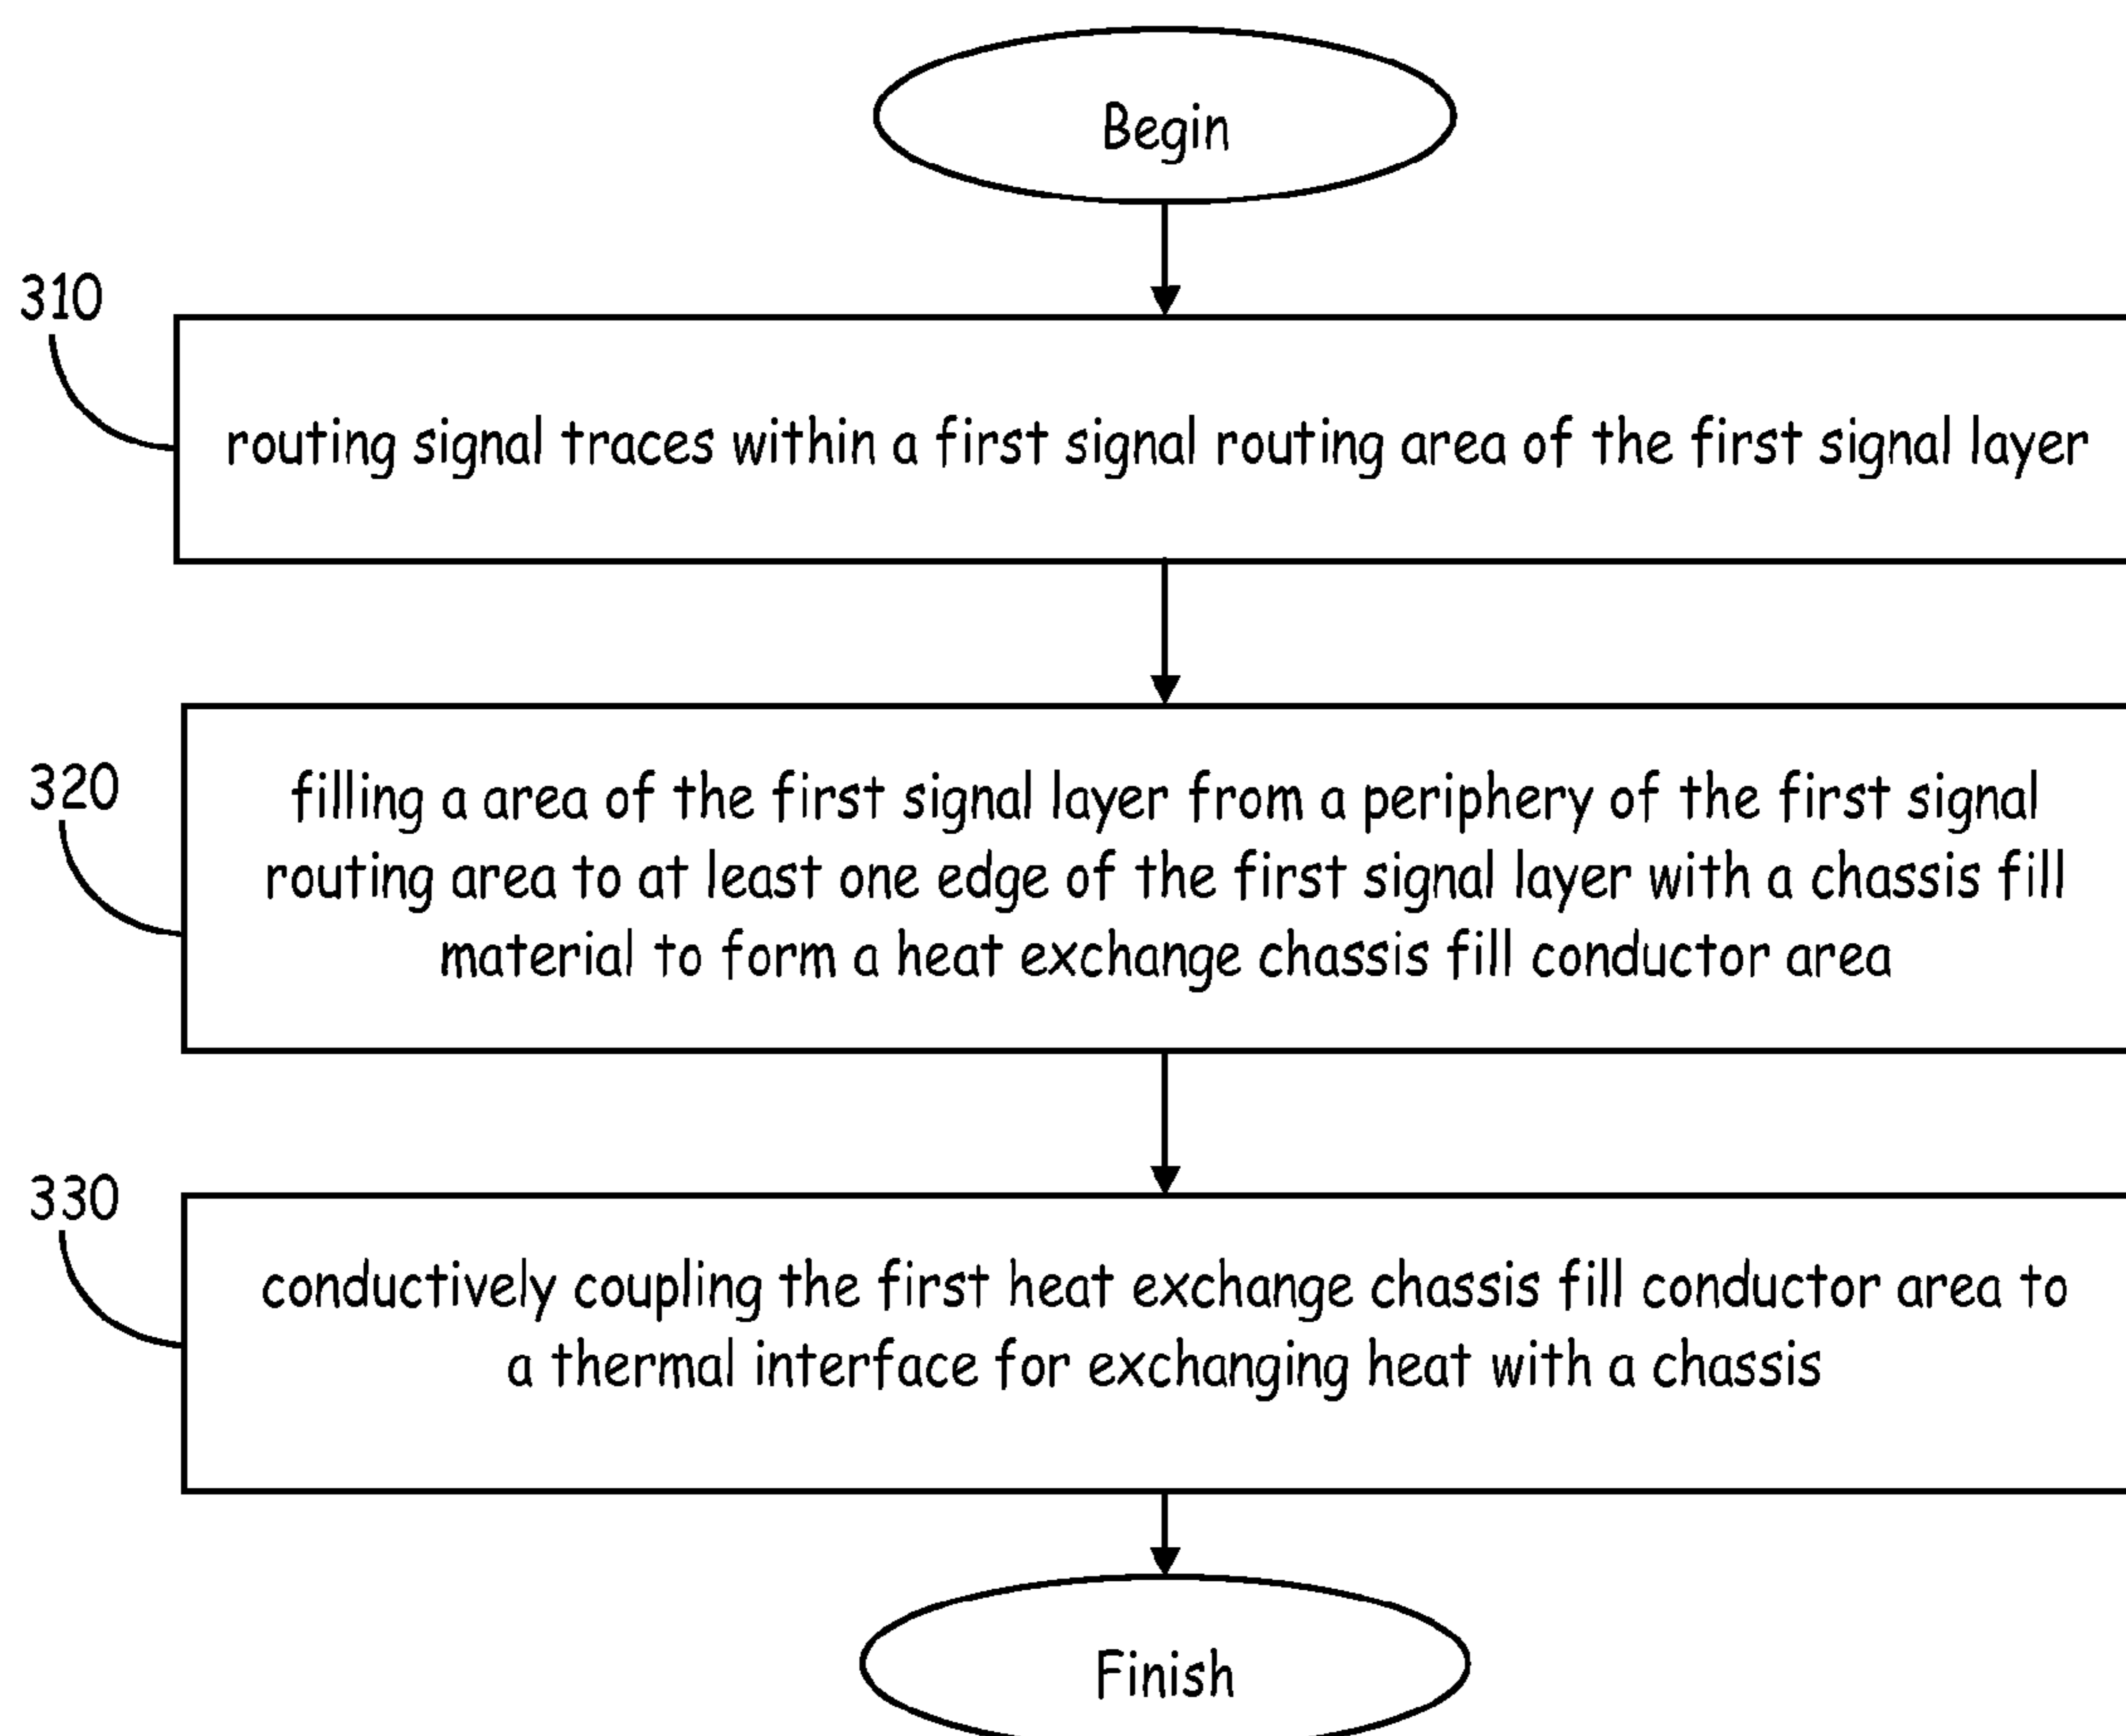 Begin
310
routing signal traces within a first signal routing area of the first signal layer
320
filling a area of the first signal layer from a periphery of the first signal
routing area to at least one edge of the first signal layer with a chassis fill
material to form a heat exchange chassis fill conductor area
330
conductively coupling the first heat exchange chassis fill conductor area to
a thermal interface for exchanging heat with a chassis
Finish